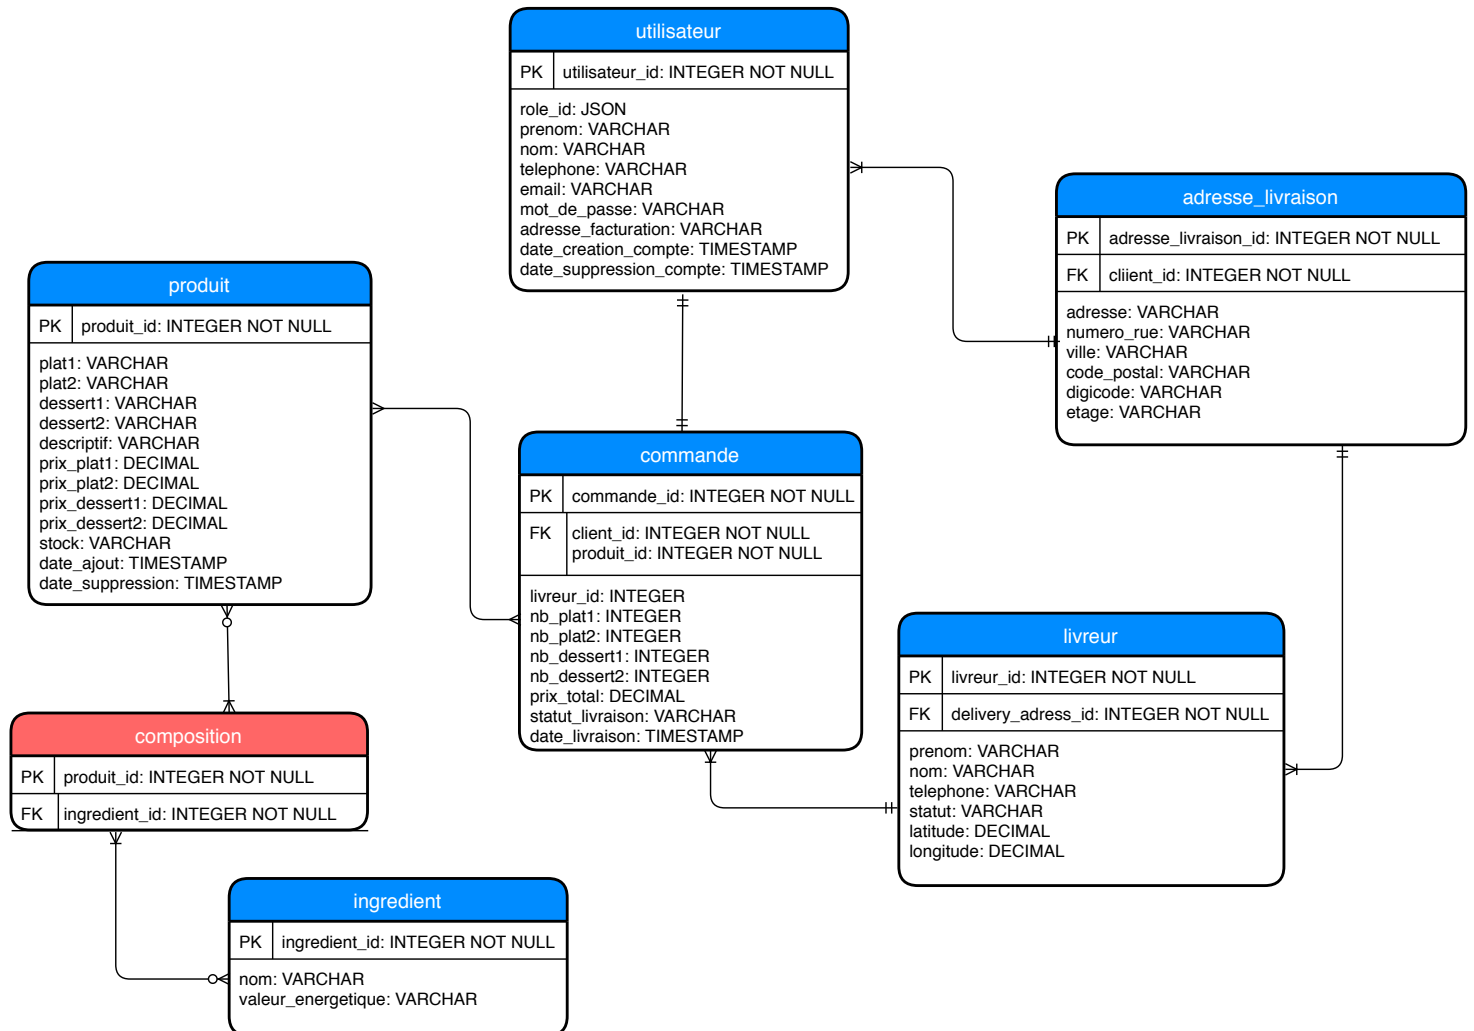 utilisateur
PK utilisateur_id: INTEGER NOT NULL
role_id: JSON
prenom: VARCHAR
nom: VARCHAR
telephone: VARCHAR
email: VARCHAR
mot_de_passe: VARCHAR
adresse_facturation: VARCHAR
date_creation_compte: TIMESTAMP
date_suppression_compte: TIMESTAMP
adresse_livraison
PK adresse_livraison_id: INTEGER NOT NULL
FK cliient_id: INTEGER NOT NULL
adresse: VARCHAR
numero_rue: VARCHAR
ville: VARCHAR
code_postal: VARCHAR
digicode: VARCHAR
etage: VARCHAR
produit
PK produit_id: INTEGER NOT NULL
plat1: VARCHAR
plat2: VARCHAR
dessert1: VARCHAR
dessert2: VARCHAR
descriptif: VARCHAR
prix_plat1: DECIMAL
prix_plat2: DECIMAL
prix_dessert1: DECIMAL
prix_dessert2: DECIMAL
stock: VARCHAR
date_ajout: TIMESTAMP
date_suppression: TIMESTAMP
commande
PK commande_id: INTEGER NOT NULL
FK client_id: INTEGER NOT NULL
produit_id: INTEGER NOT NULL
livreur_id: INTEGER
nb_plat1: INTEGER
nb_plat2: INTEGER
nb_dessert1: INTEGER
nb_dessert2: INTEGER
prix_total: DECIMAL
statut_livraison: VARCHAR
date_livraison: TIMESTAMP
livreur
PK livreur_id: INTEGER NOT NULL
FK delivery_adress_id: INTEGER NOT NULL
prenom: VARCHAR
nom: VARCHAR
telephone: VARCHAR
statut: VARCHAR
latitude: DECIMAL
longitude: DECIMAL
composition
PK produit_id: INTEGER NOT NULL
FK ingredient_id: INTEGER NOT NULL
ingredient
PK ingredient_id: INTEGER NOT NULL
nom: VARCHAR
valeur_energetique: VARCHAR